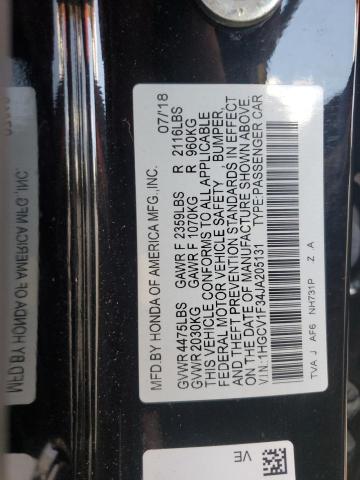 MFD.BY HONDA OF AMERICA MFG.,INC. 07/18
GVWR 4475LBS GAWR F 2359LBS R 2116LBS
GVWR 2030KG GAWR F 1070KG R 960KG
THIS VEHICLE CONFORMS TO ALL APPLICABLE
FEDERAL MOTOR VEHICLE SAFETY , BUMPER,
AND THEFT PREVENTION STANDARDS IN EFFECT
ON THE DATE OF MANUFACTURE SHOWN ABOVE.
V.I.N.:1HGCV1F34JA205131 TYPE:PASSENGER CAR
TVA J AF6 NH731P Z A
VE
MFD BY HONDA OF AMERICA MFG., INC.